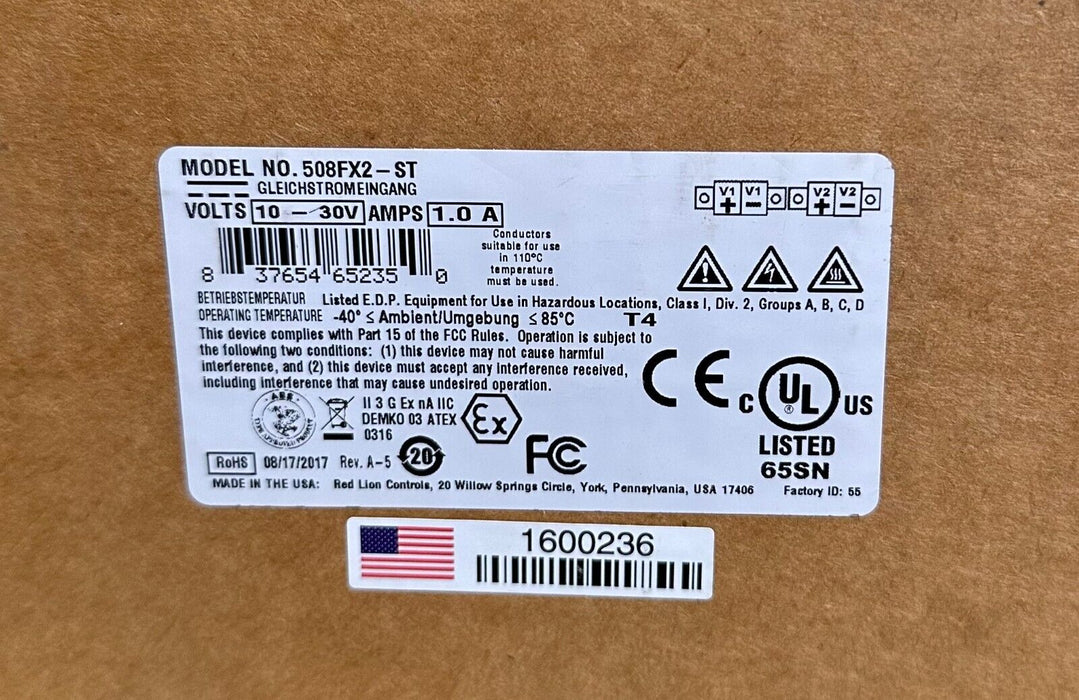 MODEL NO. 508FX2-ST
GLEICHSTROMEINGANG
VOLTS 10 - 30V AMPS 1.0 A
V1 V1 V2 V2
+ +
Conductors
suitable for use
in 110°C
temperature
must be used.
8 37654 65235 0
BETRIEBSTEMPERATUR Listed E.D.P. Equipment for Use in Hazardous Locations, Class I, Div. 2, Groups A, B, C, D
OPERATING TEMPERATURE -40° ≤ Ambient/Umgebung ≤ 85°C T4
This device complies with Part 15 of the FCC Rules. Operation is subject to
the following two conditions: (1) this device may not cause harmful
interference, and (2) this device must accept any interference received,
including interference that may cause undesired operation.
CE
C UL ® US
LISTED
65SN
ABS
TYPE APPROVED PRODUCT
II 3 G Ex nA IIC
DEMKO 03 ATEX
0316
Ex
FC
RoHS 08/17/2017 Rev. A-5 20
MADE IN THE USA: Red Lion Controls, 20 Willow Springs Circle, York, Pennsylvania, USA 17406 Factory ID: 55
1600236